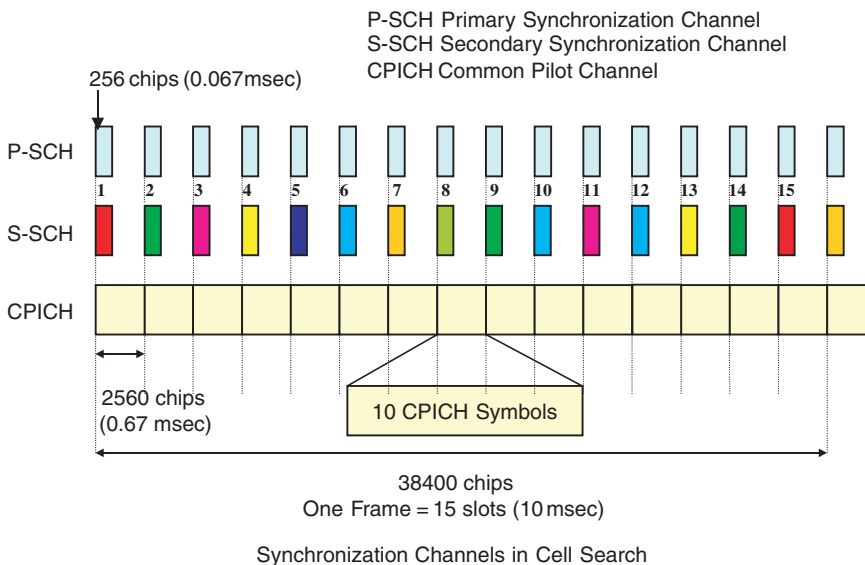 P-SCH Primary Synchronization Channel
S-SCH Secondary Synchronization Channel
CPICH Common Pilot Channel
256 chips (0.067msec)
P-SCH
1 2 3 4 5 6 7 8 9 10 11 12 13 14 15
S-SCH
CPICH
2560 chips
(0.67 msec)
10 CPICH Symbols
38400 chips
One Frame = 15 slots (10msec)
Synchronization Channels in Cell Search